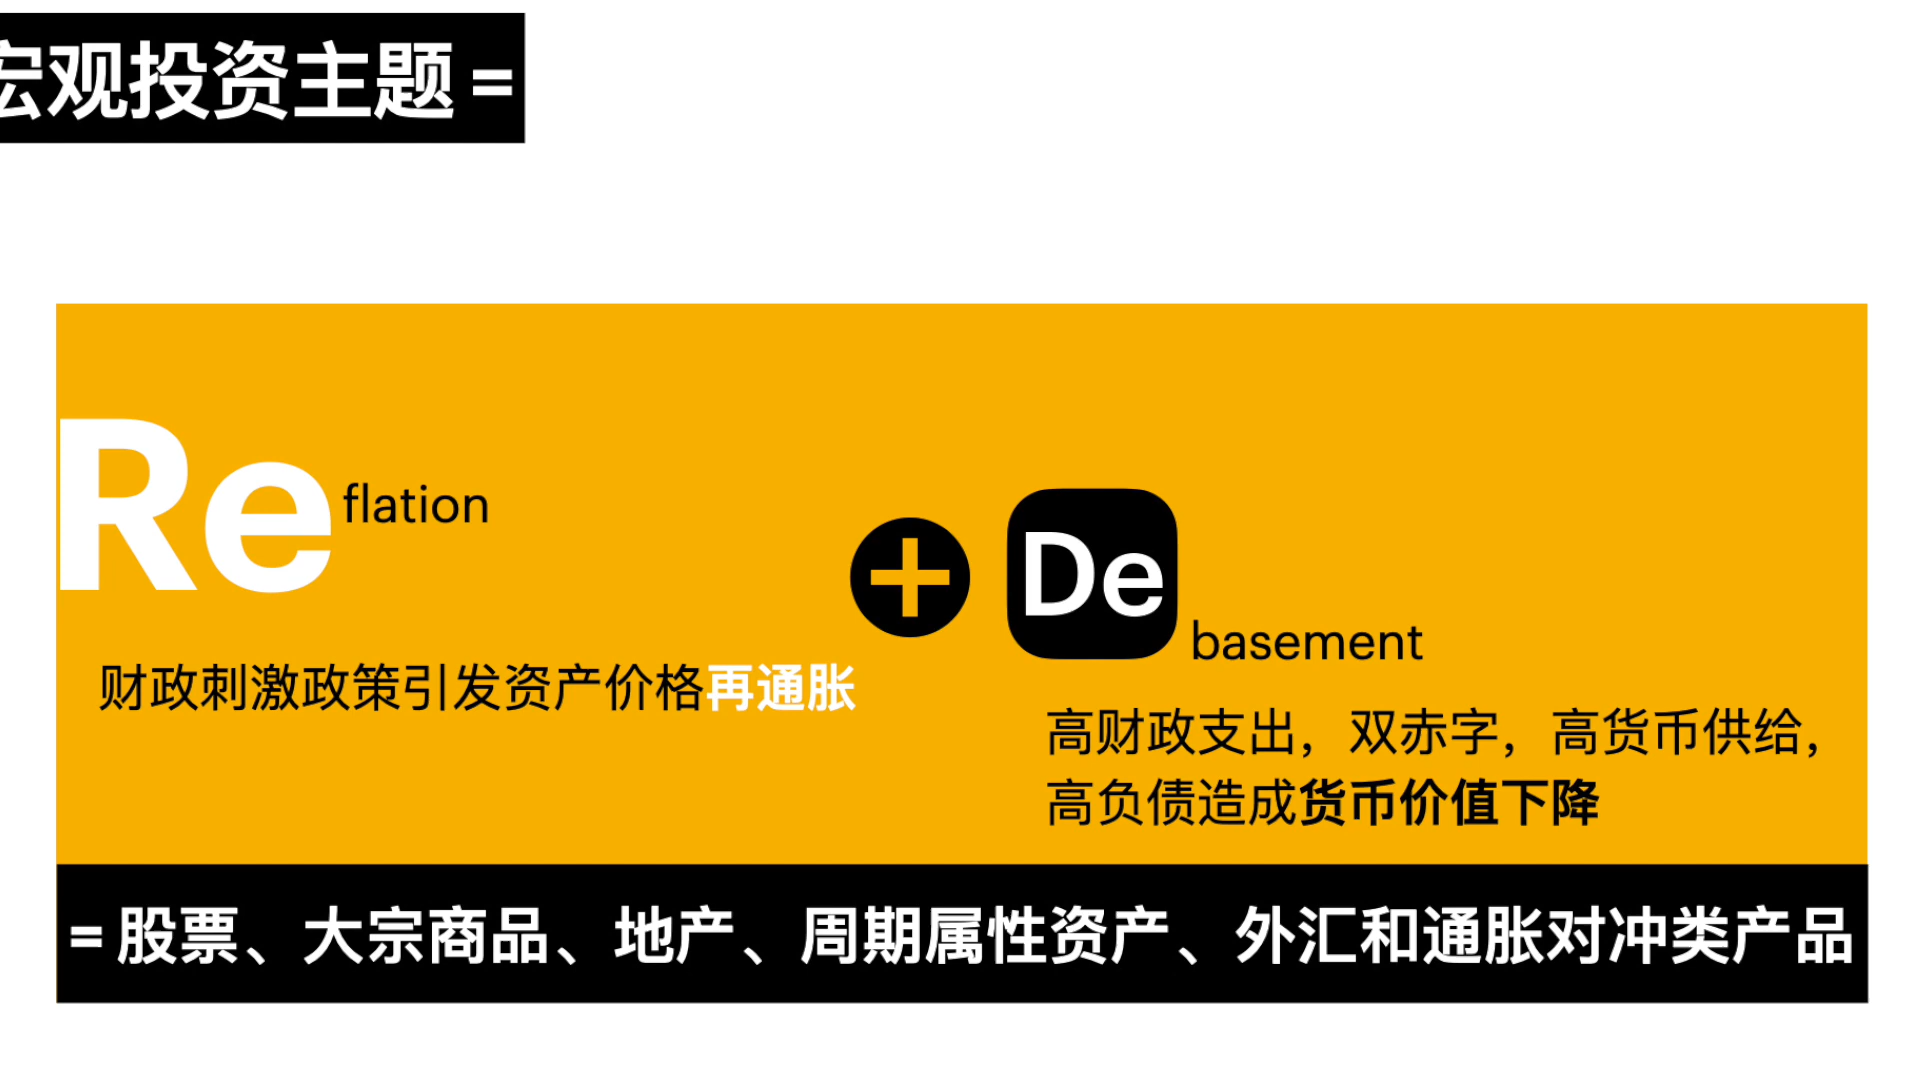 宏观投资主题 =
Re flation
财政刺激政策引发资产价格再通胀
+
De basement
高财政支出，双赤字，高货币供给，
高负债造成货币价值下降
= 股票、大宗商品、地产、周期属性资产、外汇和通胀对冲类产品